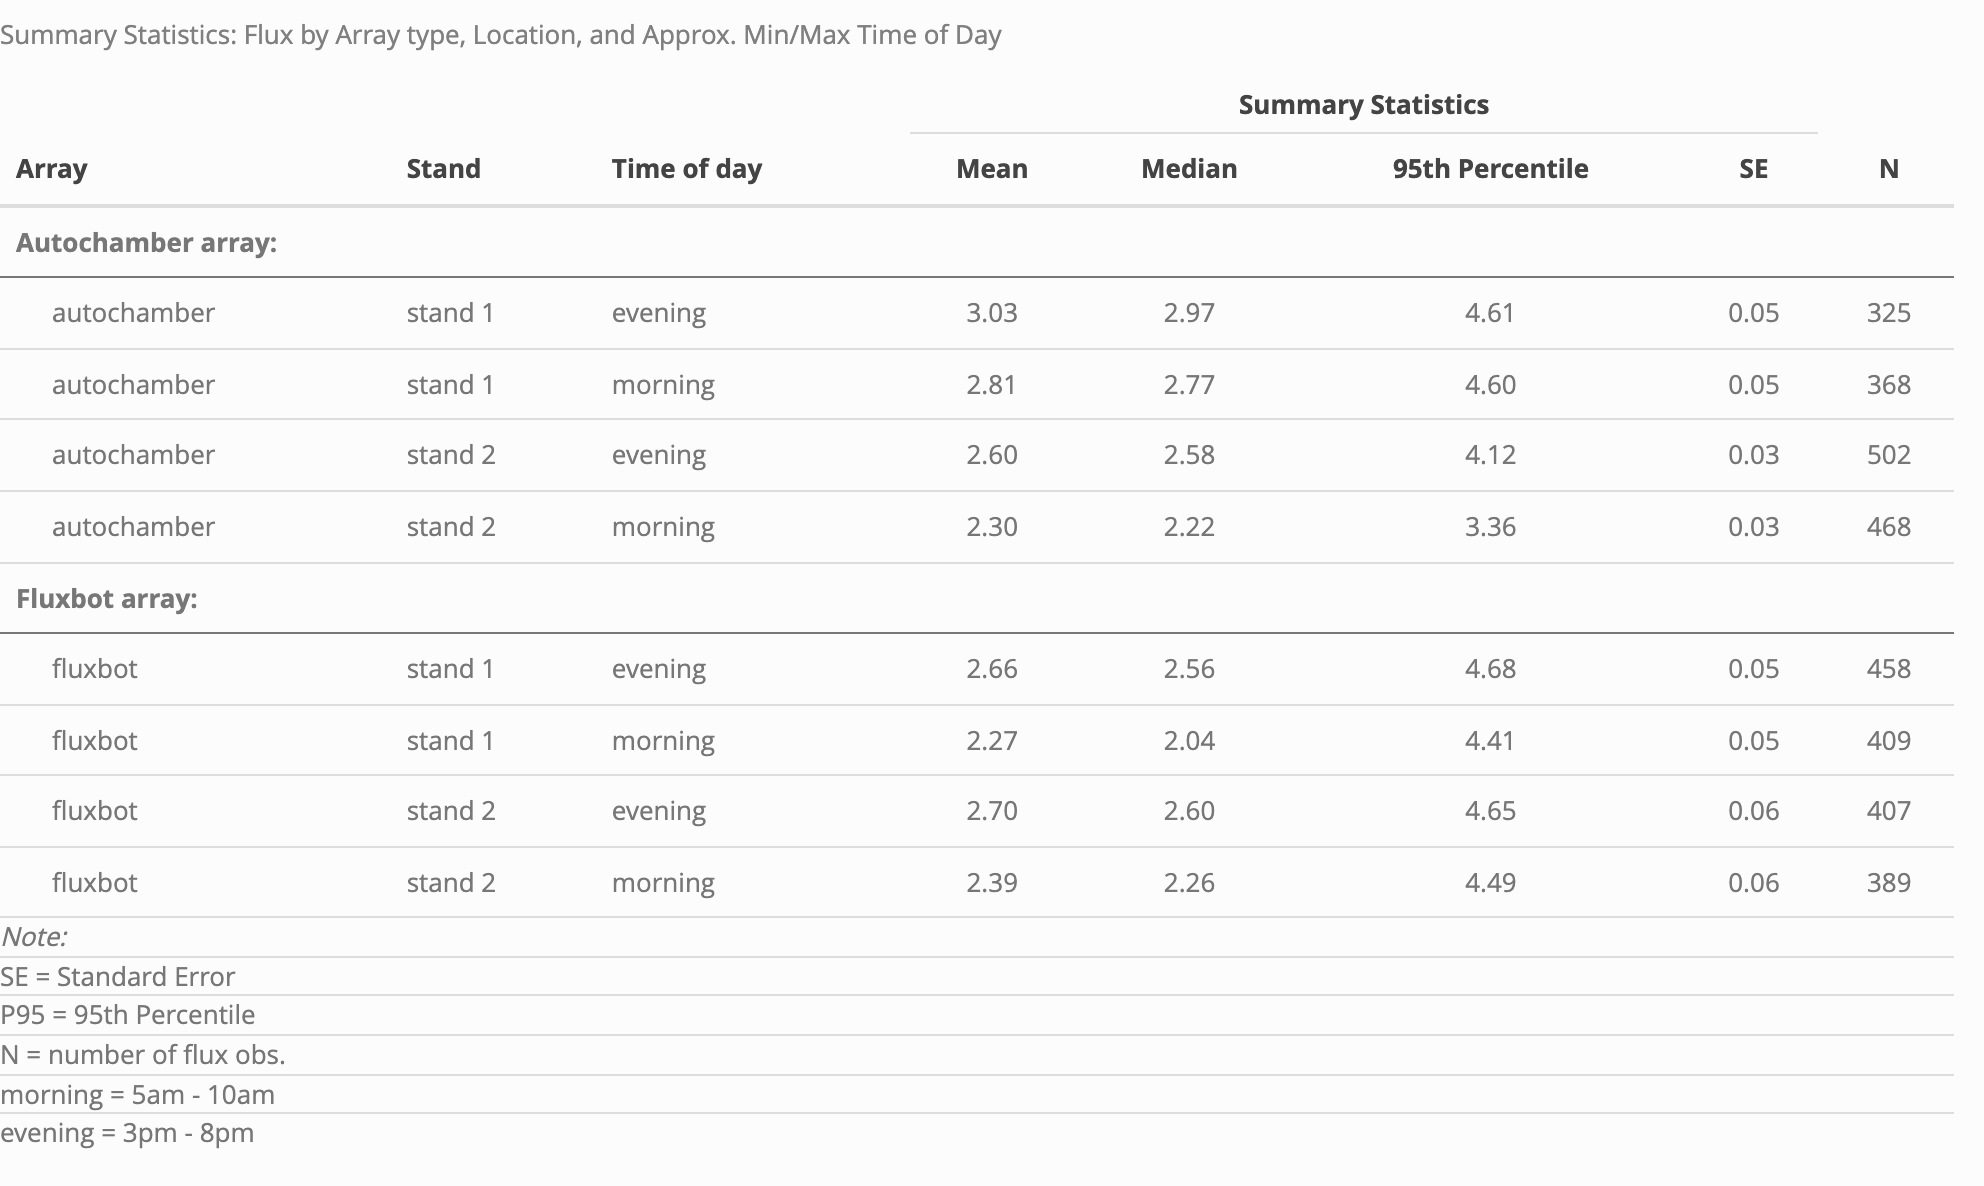 Summary Statistics: Flux by Array type, Location, and Approx. Min/Max Time of Day
Summary Statistics
Array Stand Time of day Mean Median 95th Percentile SE N
Autochamber array:
autochamber stand 1 evening 3.03 2.97 4.61 0.05 325
autochamber stand 1 morning 2.81 2.77 4.60 0.05 368
autochamber stand 2 evening 2.60 2.58 4.12 0.03 502
autochamber stand 2 morning 2.30 2.22 3.36 0.03 468
Fluxbot array:
fluxbot stand 1 evening 2.66 2.56 4.68 0.05 458
fluxbot stand 1 morning 2.27 2.04 4.41 0.05 409
fluxbot stand 2 evening 2.70 2.60 4.65 0.06 407
fluxbot stand 2 morning 2.39 2.26 4.49 0.06 389
Note:
SE = Standard Error
P95 = 95th Percentile
N = number of flux obs.
morning = 5am - 10am
evening = 3pm - 8pm